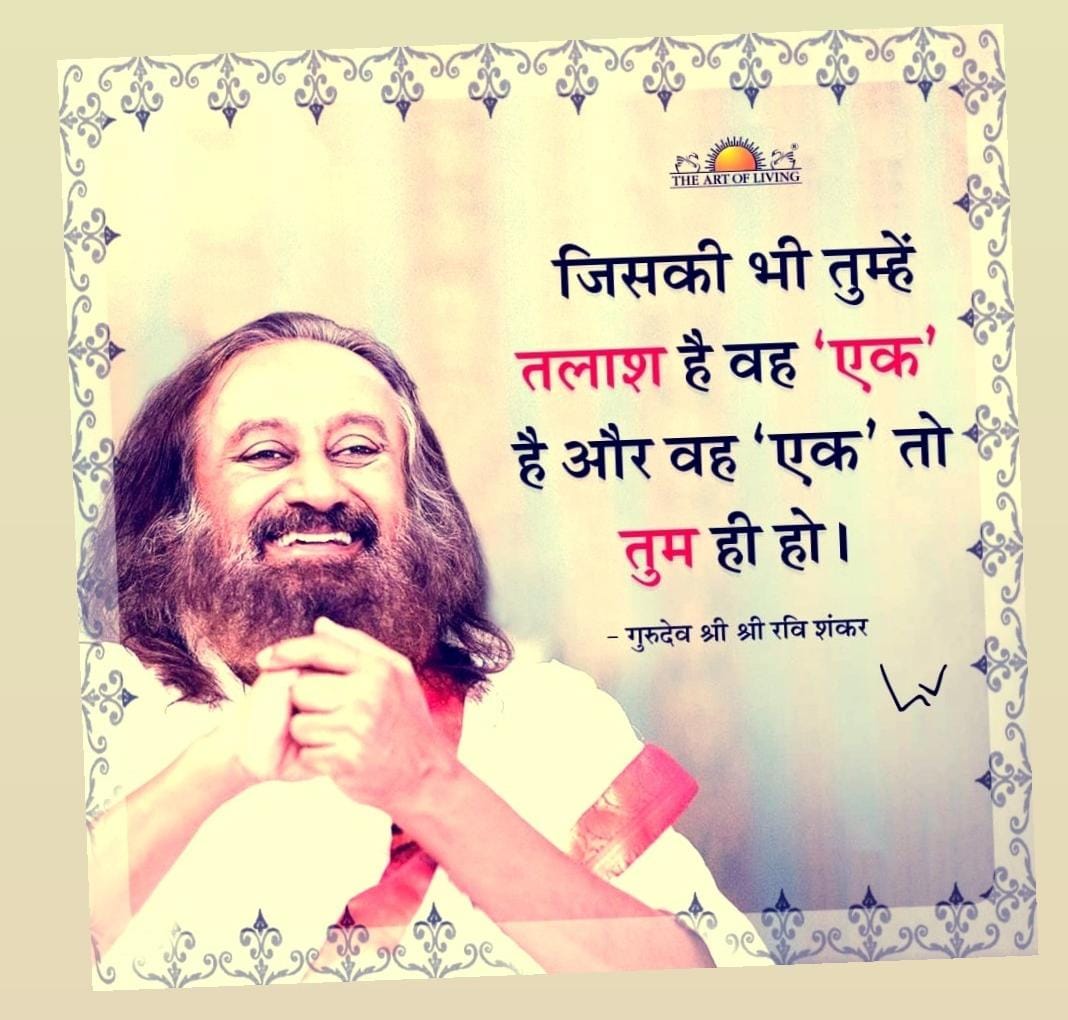 THE ART OF LIVING
जिसकी भी तुम्हें
तलाश है वह ‘एक’
है और वह ‘एक’ तो
तुम ही हो।
– गुरुदेव श्री श्री रवि शंकर